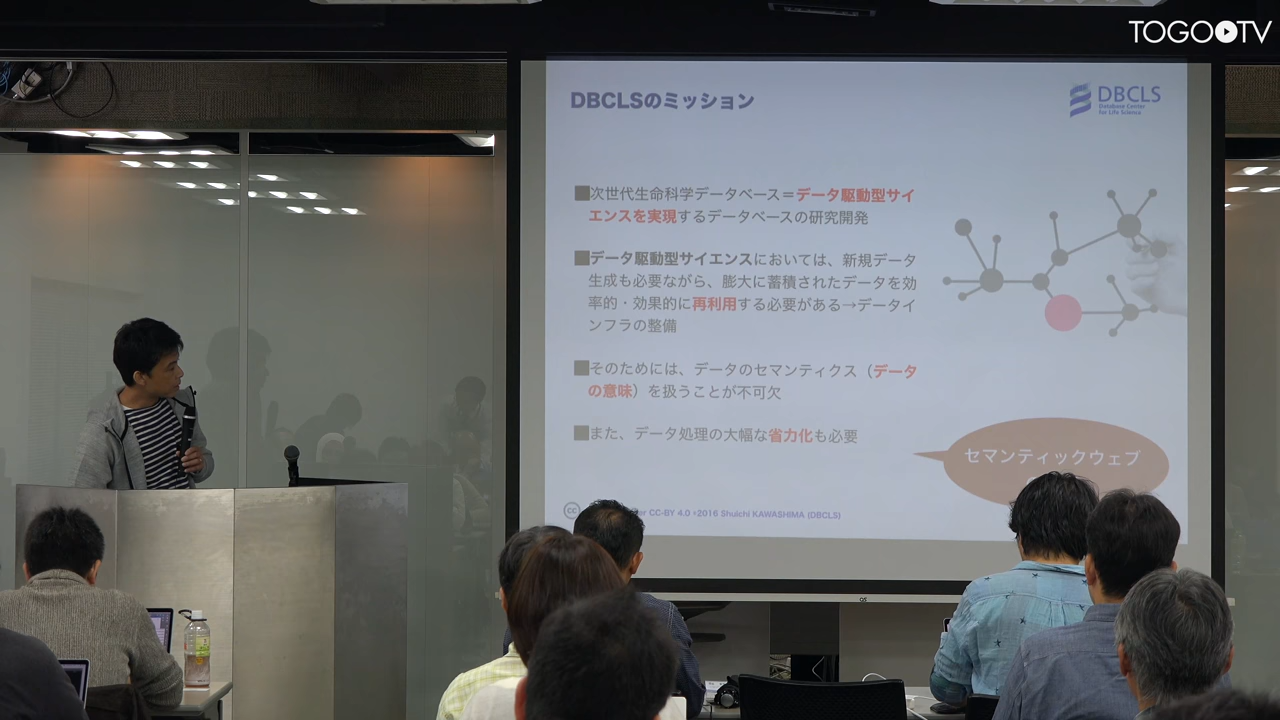 TOGO TV
DBCLSのミッション
DBCLS
Database Center
for Life Science
■次世代生命科学データベース＝データ駆動型サイ
エンスを実現するデータベースの研究開発
■データ駆動型サイエンスにおいては、新規データ
生成も必要ながら、膨大に蓄積されたデータを効
率的・効果的に再利用する必要がある→データイ
ンフラの整備
■そのためには、データのセマンティクス（データ
の意味）を扱うことが不可欠
■また、データ処理の大幅な省力化も必要
セマンティックウェブ
cc
CC-BY 4.0 ©2016 Shuichi KAWASHIMA (DBCLS)
OS